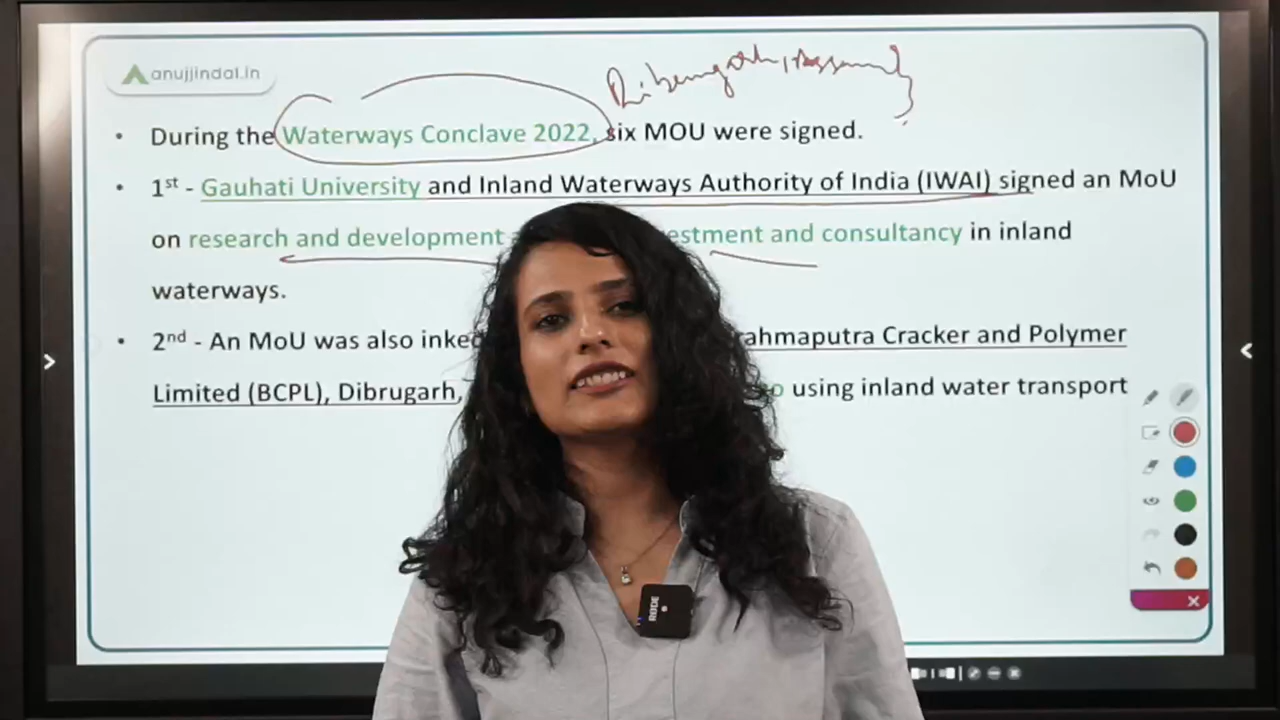 anujjindal.in
Dibrugarh, Assam
During the Waterways Conclave 2022, six MOU were signed.
1st - Gauhati University and Inland Waterways Authority of India (IWAI) signed an MoU
on research and development estment and consultancy in inland
waterways.
2nd - An MoU was also inked rahmaputra Cracker and Polymer
Limited (BCPL), Dibrugarh, using inland water transport
RØDE